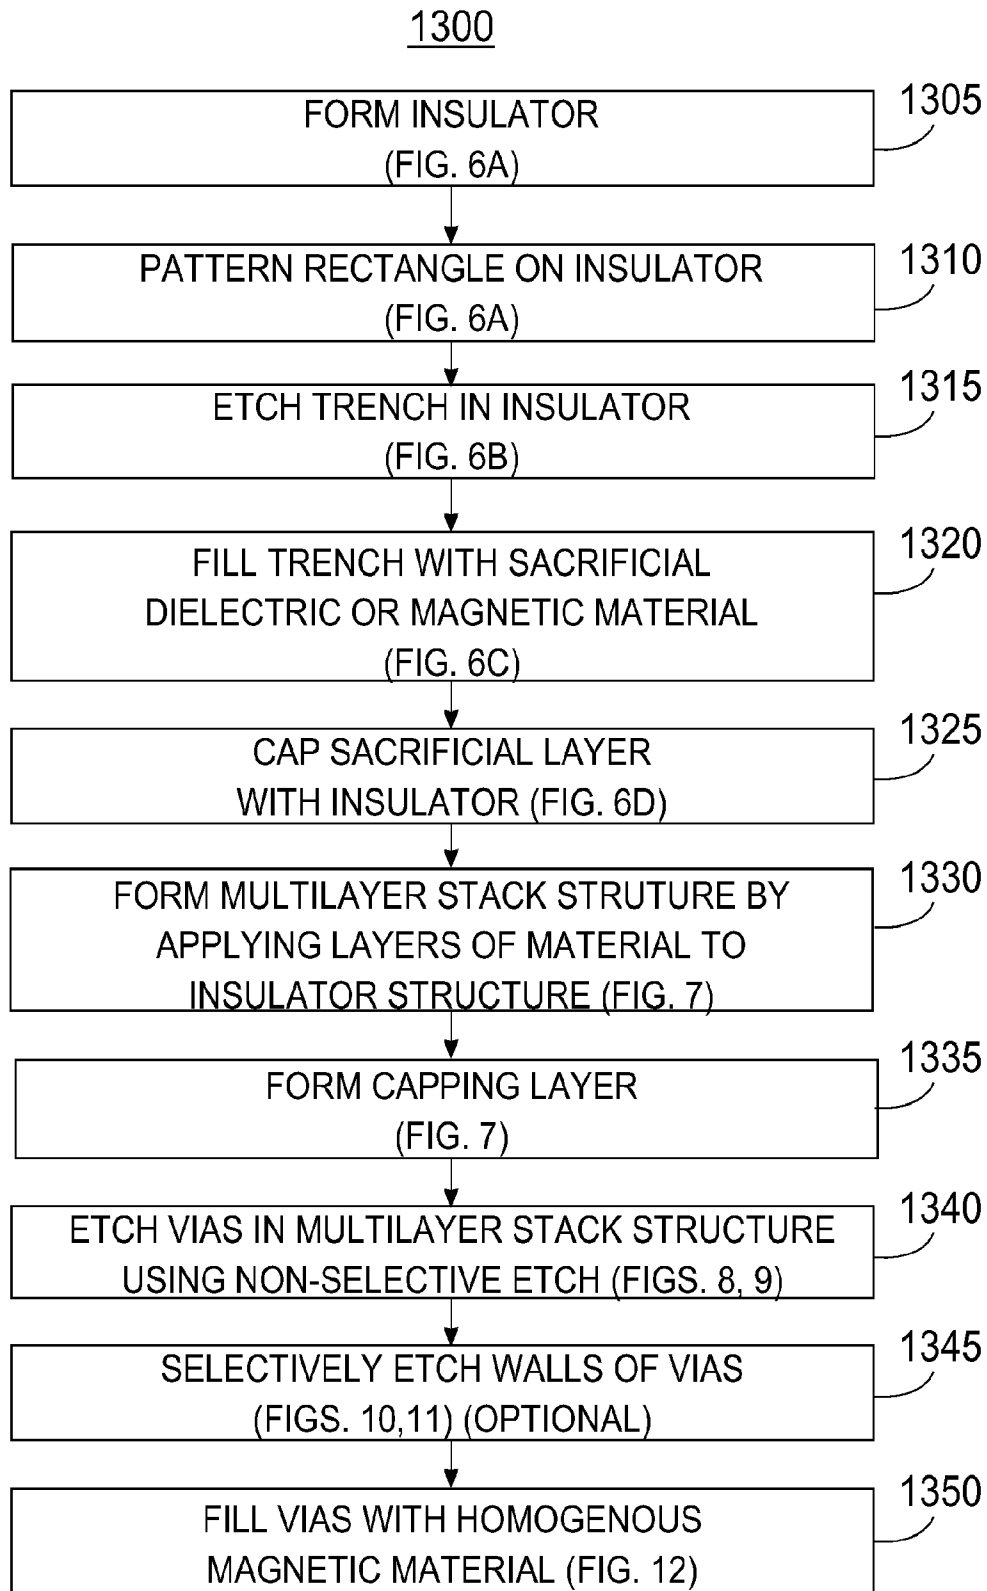 1300
FORM INSULATOR
(FIG. 6A)
1305
PATTERN RECTANGLE ON INSULATOR
(FIG. 6A)
1310
ETCH TRENCH IN INSULATOR
(FIG. 6B)
1315
FILL TRENCH WITH SACRIFICIAL
DIELECTRIC OR MAGNETIC MATERIAL
(FIG. 6C)
1320
CAP SACRIFICIAL LAYER
WITH INSULATOR (FIG. 6D)
1325
FORM MULTILAYER STACK STRUTURE BY
APPLYING LAYERS OF MATERIAL TO
INSULATOR STRUCTURE (FIG. 7)
1330
FORM CAPPING LAYER
(FIG. 7)
1335
ETCH VIAS IN MULTILAYER STACK STRUCTURE
USING NON-SELECTIVE ETCH (FIGS. 8, 9)
1340
SELECTIVELY ETCH WALLS OF VIAS
(FIGS. 10,11) (OPTIONAL)
1345
FILL VIAS WITH HOMOGENOUS
MAGNETIC MATERIAL (FIG. 12)
1350